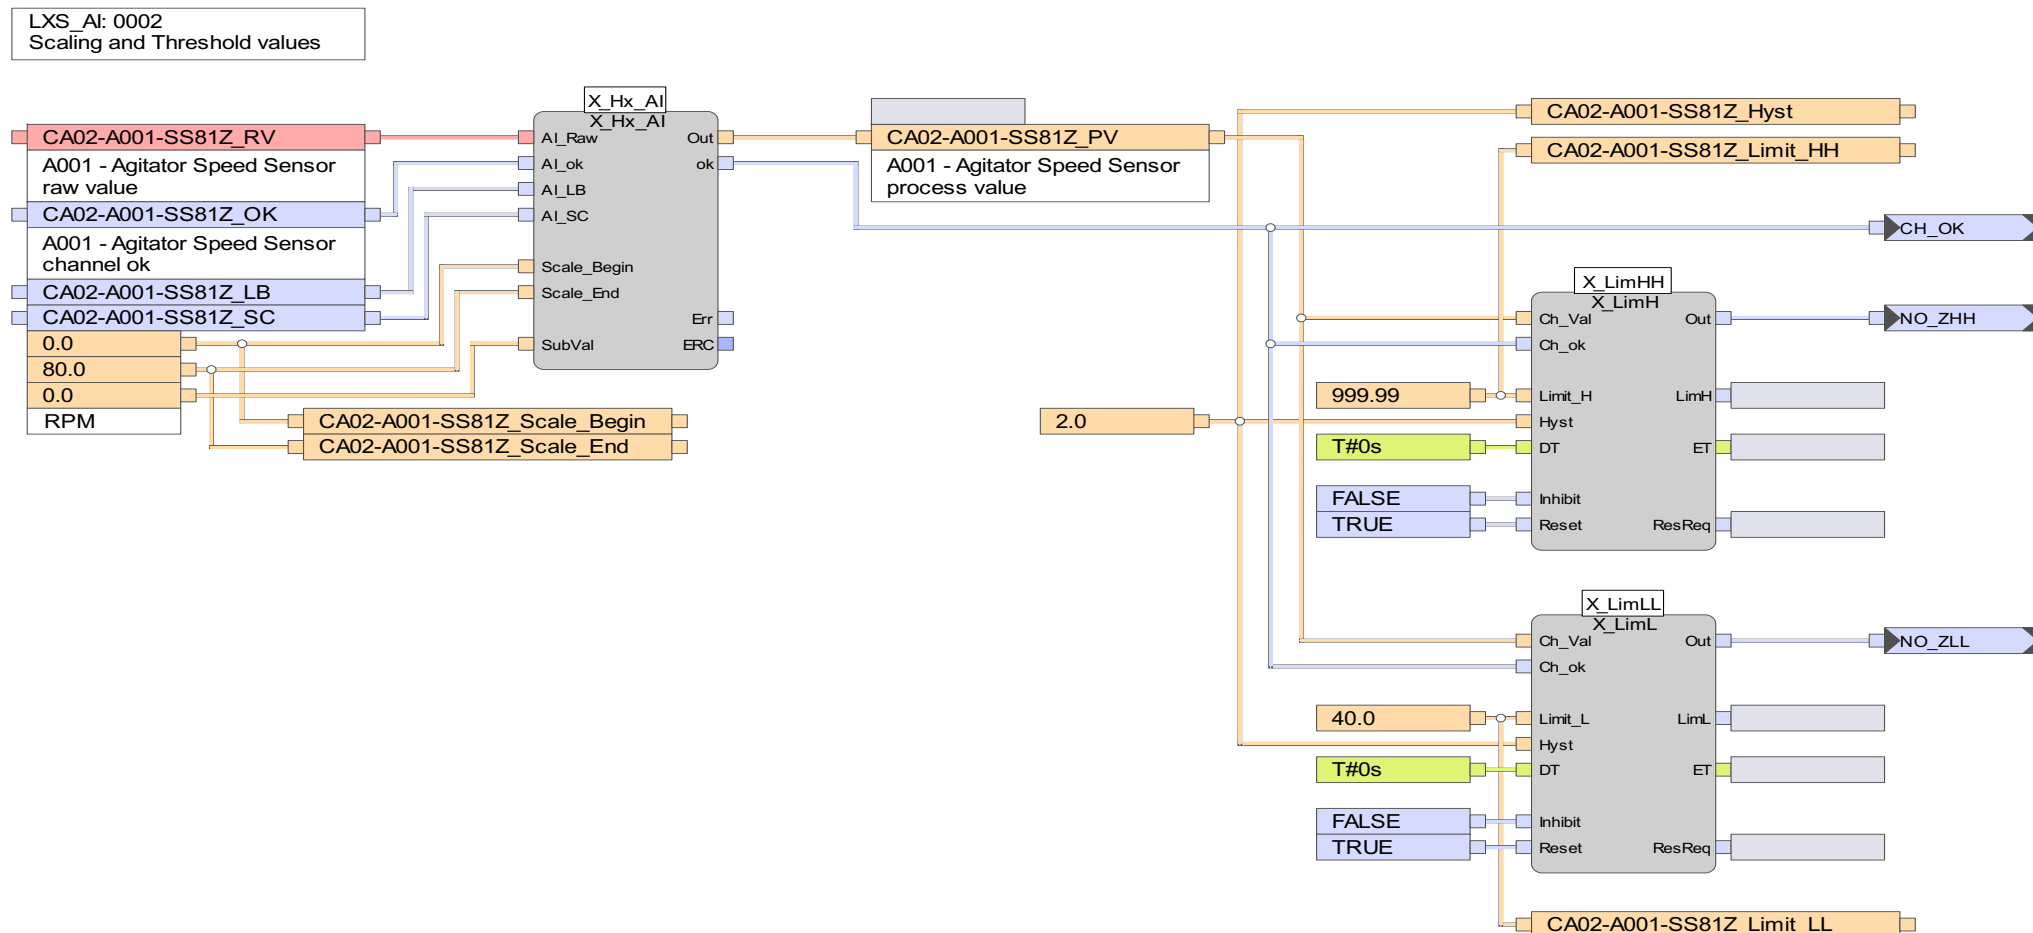 LXS_AI: 0002
Scaling and Threshold values
X_Hx_AI
X_Hx_AI
AI_Raw
AI_ok
AI_LB
AI_SC
Scale_Begin
Scale_End
SubVal
Out
ok
Err
ERC
CA02-A001-SS81Z_RV
A001 - Agitator Speed Sensor
raw value
CA02-A001-SS81Z_OK
A001 - Agitator Speed Sensor
channel ok
CA02-A001-SS81Z_LB
CA02-A001-SS81Z_SC
0.0
80.0
0.0
RPM
CA02-A001-SS81Z_Scale_Begin
CA02-A001-SS81Z_Scale_End
CA02-A001-SS81Z_PV
A001 - Agitator Speed Sensor
process value
CA02-A001-SS81Z_Hyst
CA02-A001-SS81Z_Limit_HH
CH_OK
2.0
X_LimHH
X_LimH
Ch_Val
Ch_ok
Limit_H
Hyst
DT
Inhibit
Reset
Out
LimH
ET
ResReq
999.99
T#0s
FALSE
TRUE
NO_ZHH
X_LimLL
X_LimL
Ch_Val
Ch_ok
Limit_L
Hyst
DT
Inhibit
Reset
Out
LimL
ET
ResReq
40.0
T#0s
FALSE
TRUE
NO_ZLL
CA02-A001-SS81Z_Limit_LL